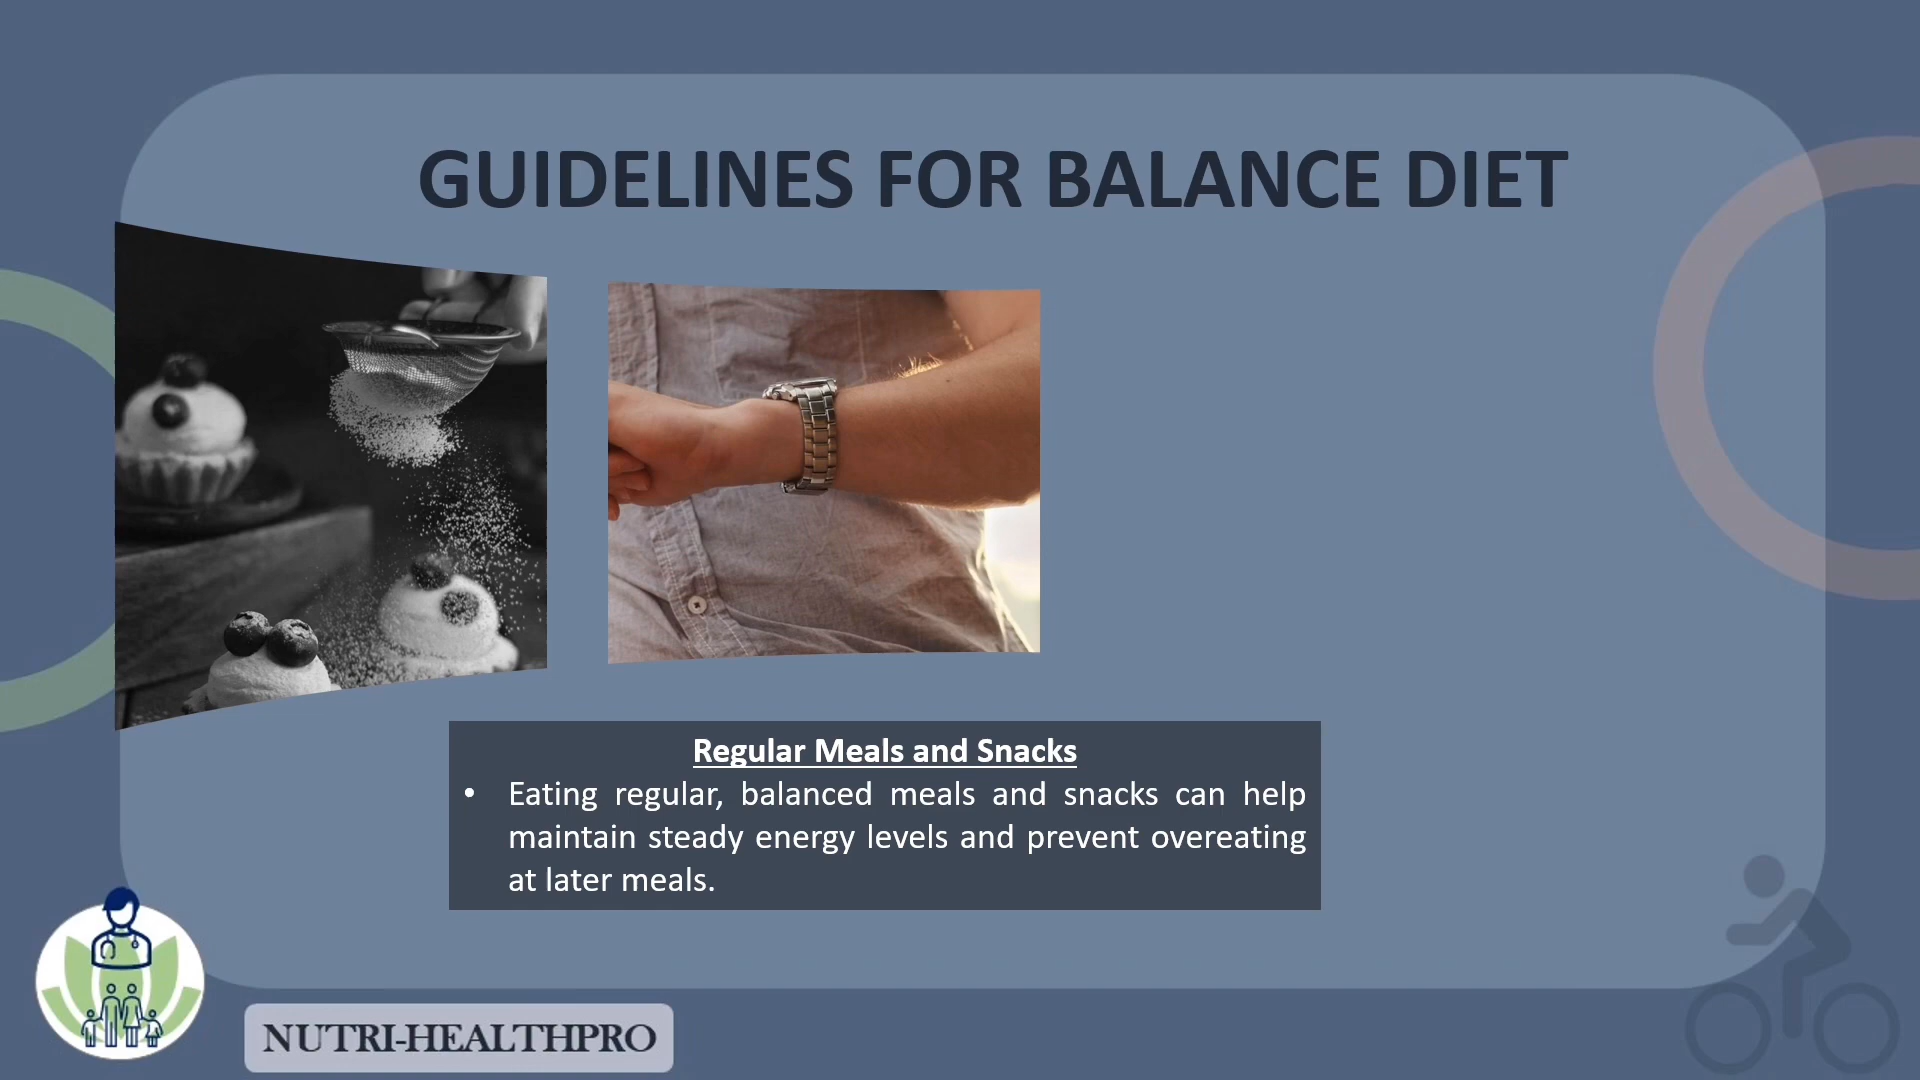 GUIDELINES FOR BALANCE DIET
Regular Meals and Snacks
• Eating regular, balanced meals and snacks can help
maintain steady energy levels and prevent overeating
at later meals.
NUTRI-HEALTHPRO